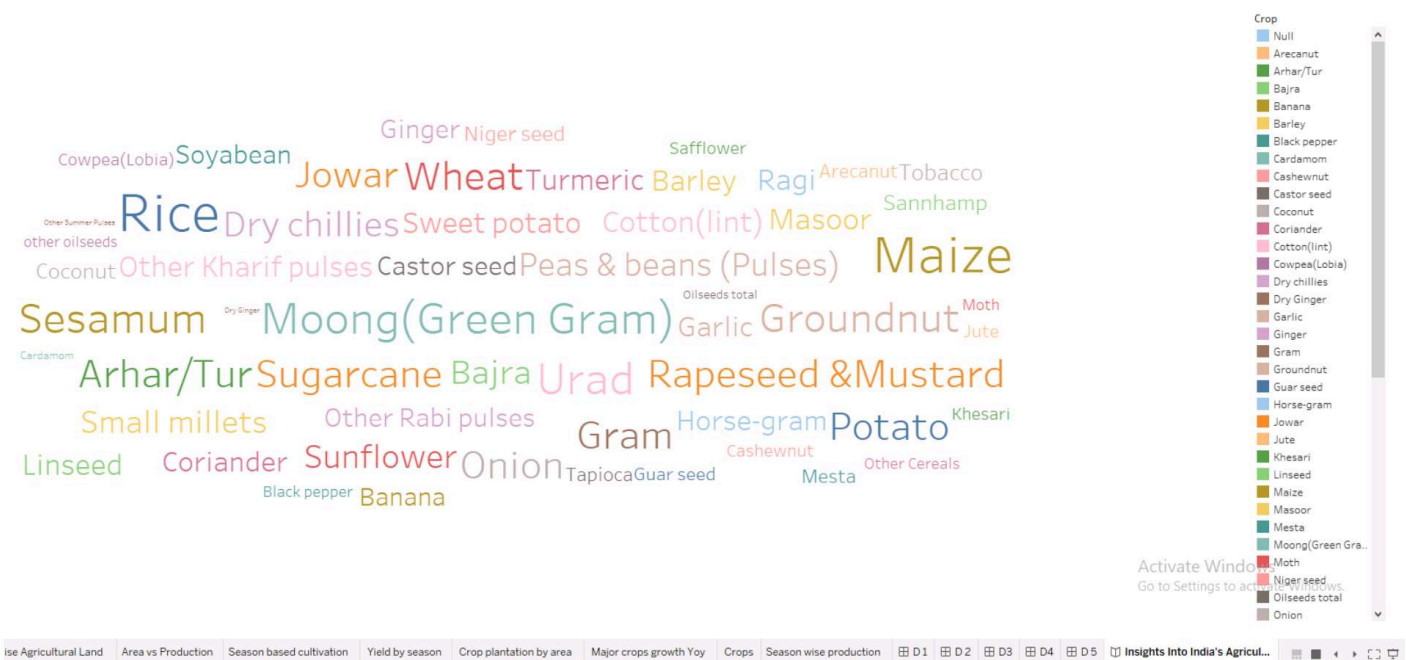 Ginger Niger seed
Safflower
Cowpea(Lobia) Soyabean
Jowar Wheat Turmeric Barley Ragi Arecanut Tobacco
Sannhamp
Other Summer Pulses Rice Dry chillies Sweet potato Cotton(lint) Masoor
other oilseeds
Maize
Coconut Other Kharif pulses Castor seed Peas & beans (Pulses)
Oilseeds total
Sesamum Dry Ginger Moong(Green Gram) Garlic Groundnut Moth
Jute
Cardamom
Arhar/Tur Sugarcane Bajra Urad Rapeseed &Mustard
Small millets Other Rabi pulses Gram Horse-gram Potato Khesari
Linseed Coriander Sunflower Onion Tapioca Guar seed Cashewnut Mesta Other Cereals
Black pepper Banana
Crop
Null
Arecanut
Arhar/Tur
Bajra
Banana
Barley
Black pepper
Cardamom
Cashewnut
Castor seed
Coconut
Coriander
Cotton(lint)
Cowpea(Lobia)
Dry chillies
Dry Ginger
Garlic
Ginger
Gram
Groundnut
Guar seed
Horse-gram
Jowar
Jute
Khesari
Linseed
Maize
Masoor
Mesta
Moong(Green Gra..
Moth
Niger seed
Oilseeds total
Onion
Activate Windows
Go to Settings to activate Windows.
ise Agricultural Land Area vs Production Season based cultivation Yield by season Crop plantation by area Major crops growth Yoy Crops Season wise production D 1 D 2 D3 D4 D 5 Insights Into India's Agricul...